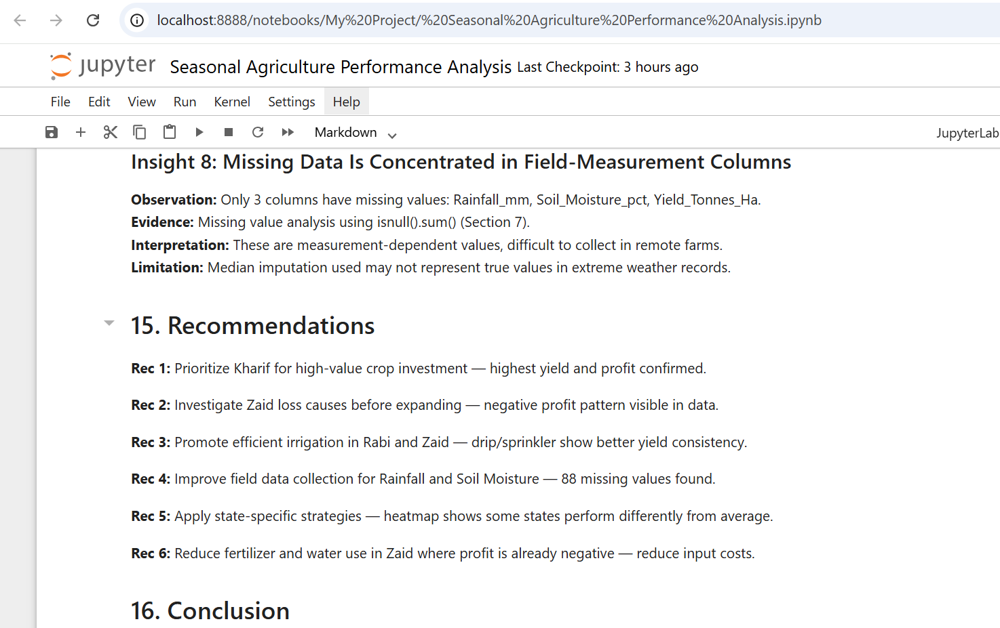 localhost:8888/notebooks/My%20Project/%20Seasonal%20Agriculture%20Performance%20Analysis.ipynb
jupyter Seasonal Agriculture Performance Analysis Last Checkpoint: 3 hours ago
File Edit View Run Kernel Settings Help
Markdown JupyterLab
Insight 8: Missing Data Is Concentrated in Field-Measurement Columns
Observation: Only 3 columns have missing values: Rainfall_mm, Soil_Moisture_pct, Yield_Tonnes_Ha.
Evidence: Missing value analysis using isnull().sum() (Section 7).
Interpretation: These are measurement-dependent values, difficult to collect in remote farms.
Limitation: Median imputation used may not represent true values in extreme weather records.
15. Recommendations
Rec 1: Prioritize Kharif for high-value crop investment — highest yield and profit confirmed.
Rec 2: Investigate Zaid loss causes before expanding — negative profit pattern visible in data.
Rec 3: Promote efficient irrigation in Rabi and Zaid — drip/sprinkler show better yield consistency.
Rec 4: Improve field data collection for Rainfall and Soil Moisture — 88 missing values found.
Rec 5: Apply state-specific strategies — heatmap shows some states perform differently from average.
Rec 6: Reduce fertilizer and water use in Zaid where profit is already negative — reduce input costs.
16. Conclusion